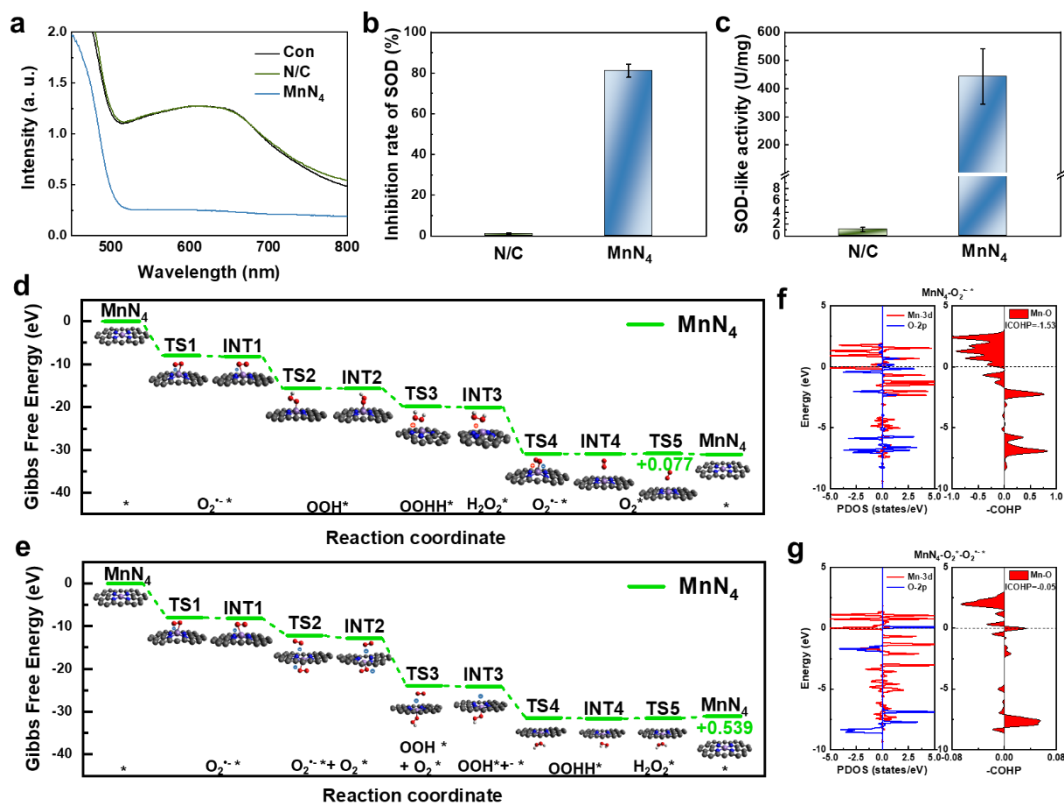 a
Con
N/C
MnN₄
Intensity (a. u.)
2.0
1.5
1.0
0.5
0.0
500 600 700 800
Wavelength (nm)
b
Inhibition rate of SOD (%)
100
80
60
40
20
0
N/C MnN₄
c
SOD-like activity (U/mg)
600
500
400
300
200
8
6
4
2
0
N/C MnN₄
d
Gibbs Free Energy (eV)
0
-10
-20
-30
-40
MnN₄
MnN₄
TS1 INT1
TS2 INT2
TS3 INT3
TS4 INT4 TS5 MnN₄
+0.077
* O₂•⁻* OOH* OOHH* H₂O₂* O₂•⁻* O₂* *
Reaction coordinate
e
Gibbs Free Energy (eV)
0
-10
-20
-30
-40
MnN₄
MnN₄
TS1 INT1
TS2 INT2
TS3 INT3
TS4 INT4 TS5 MnN₄
+0.539
OOH *
* O₂•⁻* O₂•⁻*+ O₂* + O₂* OOH*+-* OOHH* H₂O₂* *
Reaction coordinate
f
MnN₄-O₂•⁻*
Mn-3d
O-2p
Mn-O
ICOHP=-1.53
Energy (eV)
5
0
-5
-10
-5.0 -2.5 0.0 2.5 5.0
-1.0 -0.5 0.0 0.5 1.0
PDOS (states/eV) -COHP
g
Mn-3d
O-2p
Mn-O
ICOHP=-0.05
Energy (eV)
5
0
-5
-10
-5.0 -2.5 0.0 2.5 5.0
-0.08 0.00 0.08
PDOS (states/eV) -COHP